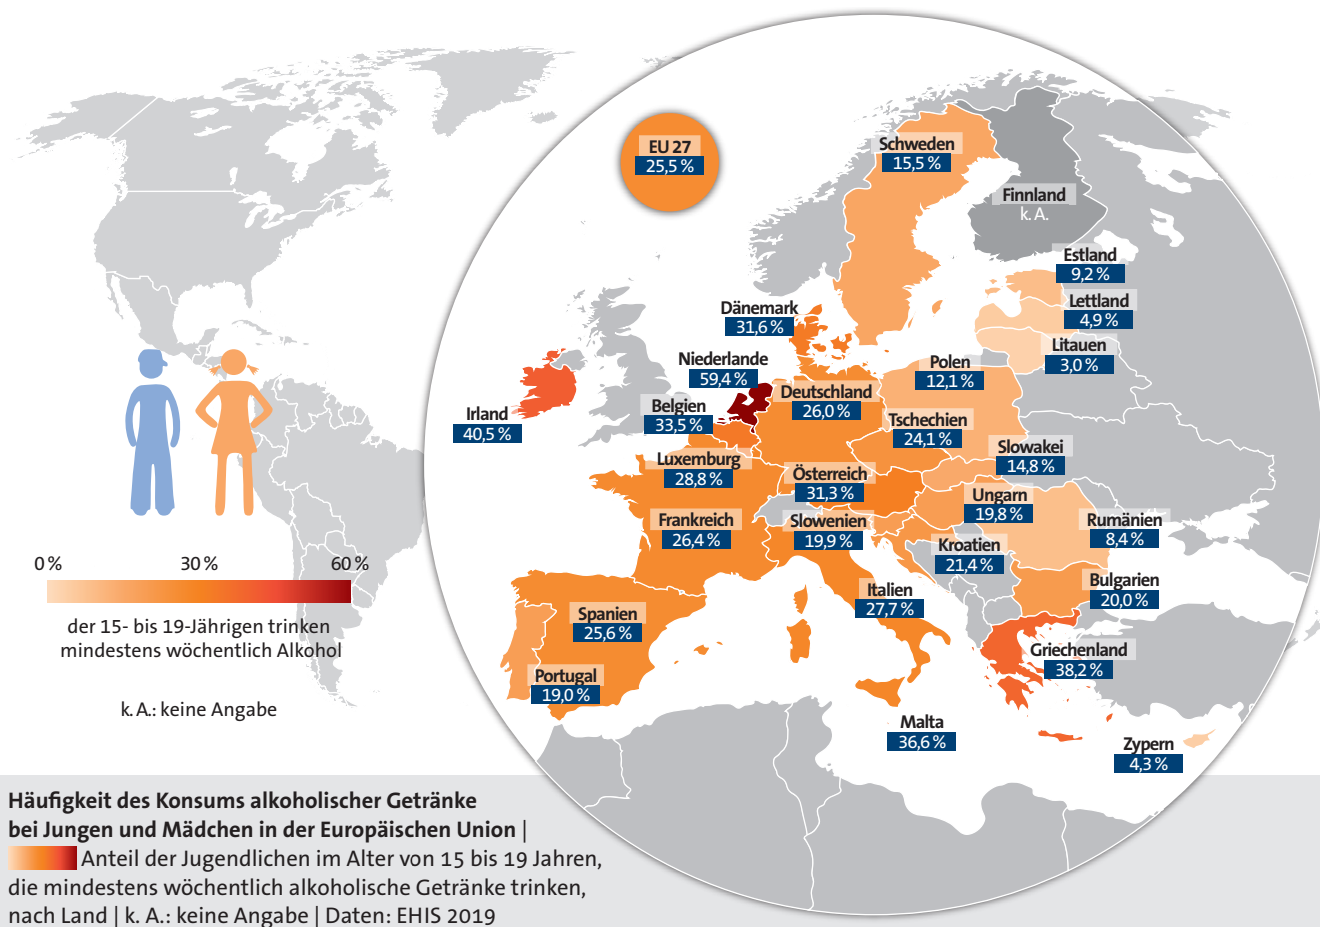 EU 27
25,5 %
Schweden
15,5 %
Finnland
k. A.
Estland
9,2 %
Lettland
4,9 %
Litauen
3,0 %
Dänemark
31,6 %
Niederlande
59,4 %
Polen
12,1 %
Deutschland
26,0 %
Irland
40,5 %
Belgien
33,5 %
Tschechien
24,1 %
Slowakei
14,8 %
Luxemburg
28,8 %
Österreich
31,3 %
Ungarn
19,8 %
Rumänien
8,4 %
Frankreich
26,4 %
Slowenien
19,9 %
Kroatien
21,4 %
Bulgarien
20,0 %
Italien
27,7 %
Spanien
25,6 %
Griechenland
38,2 %
Portugal
19,0 %
Malta
36,6 %
Zypern
4,3 %
0 % 30 % 60 %
der 15- bis 19-Jährigen trinken
mindestens wöchentlich Alkohol
k. A.: keine Angabe
Häufigkeit des Konsums alkoholischer Getränke
bei Jungen und Mädchen in der Europäischen Union |
Anteil der Jugendlichen im Alter von 15 bis 19 Jahren,
die mindestens wöchentlich alkoholische Getränke trinken,
nach Land | k. A.: keine Angabe | Daten: EHIS 2019